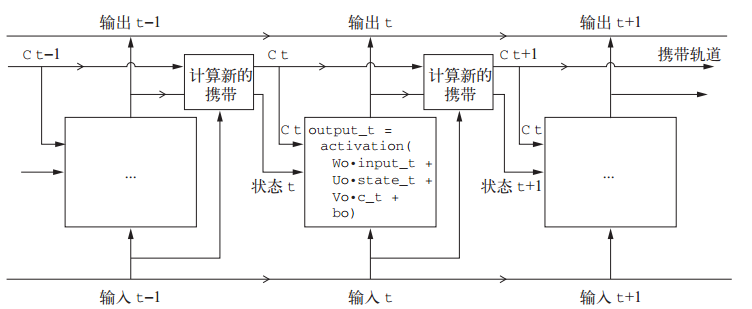 输出 t−1
输出 t
输出 t+1
C t−1
C t
C t+1
携带轨道
计算新的
携带
计算新的
携带
C t
output_t =
activation(
Wo•input_t +
Uo•state_t +
Vo•c_t +
bo)
C t
...
...
状态 t
状态 t+1
输入 t−1
输入 t
输入 t+1